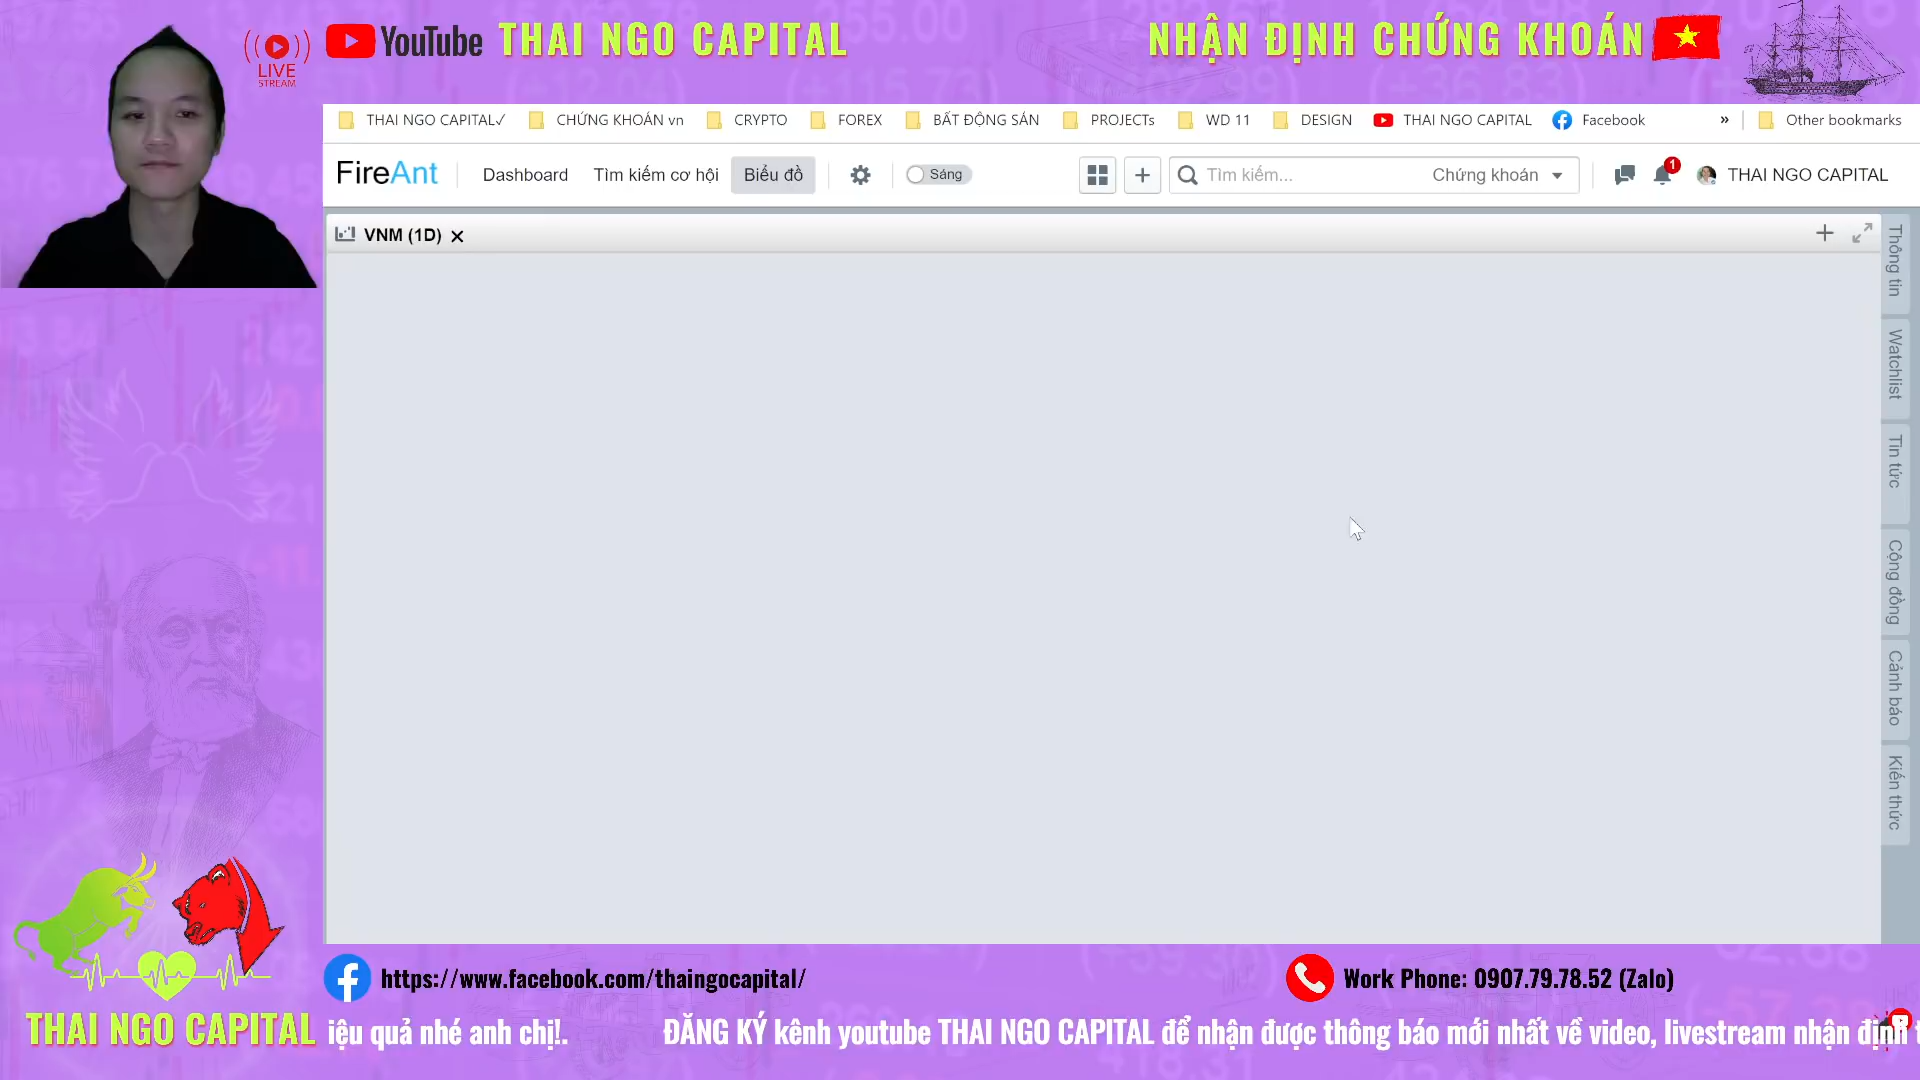 LIVE
STREAM
YouTube THAI NGO CAPITAL
NHẬN ĐỊNH CHỨNG KHOÁN
THAI NGO CAPITAL✓
CHỨNG KHOÁN vn
CRYPTO
FOREX
BẤT ĐỘNG SẢN
PROJECTs
WD 11
DESIGN
THAI NGO CAPITAL
Facebook
»
Other bookmarks
FireAnt
Dashboard
Tìm kiếm cơ hội
Biểu đồ
Sáng
Tìm kiếm...
Chứng khoán
1
THAI NGO CAPITAL
VNM (1D)
Thông tin
Watchlist
Tin tức
Cộng đồng
Cảnh báo
Kiến thức
https://www.facebook.com/thaingocapital/
Work Phone: 0907.79.78.52 (Zalo)
THAI NGO CAPITAL
iệu quả nhé anh chị!. ĐĂNG KÝ kênh youtube THAI NGO CAPITAL để nhận được thông báo mới nhất về video, livestream nhận định